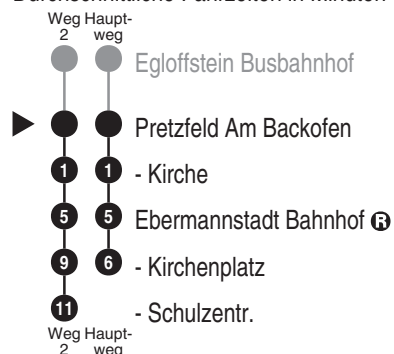 Durchschnittliche Fahrzeiten in Minuten
Weg Haupt-
2 weg
Egloffstein Busbahnhof
Pretzfeld Am Backofen
1 1 - Kirche
5 5 Ebermannstadt Bahnhof R
9 6 - Kirchenplatz
11 - Schulzentr.
Weg Haupt-
2 weg